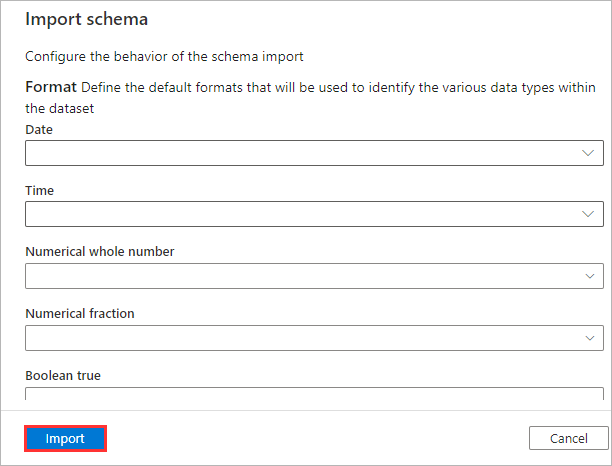 Import schema
Configure the behavior of the schema import
Format Define the default formats that will be used to identify the various data types within
the dataset
Date
Time
Numerical whole number
Numerical fraction
Boolean true
Import
Cancel